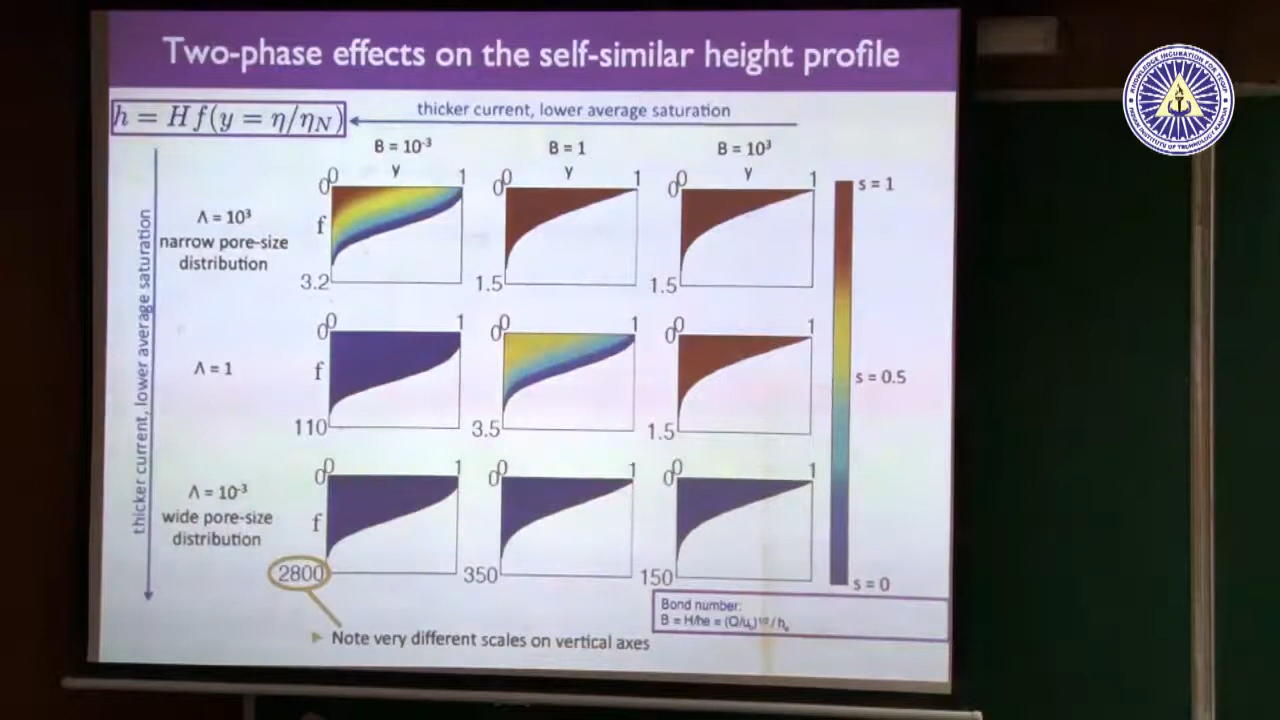 Two-phase effects on the self-similar height profile
h = H f(y = η/η_N)
thicker current, lower average saturation
B = 10⁻³
B = 1
B = 10³
y
y
y
0
0
1
0
0
1
0
0
1
s = 1
Λ = 10³
narrow pore-size
distribution
f
3.2
1.5
1.5
thicker current, lower average saturation
0
0
1
0
0
1
0
0
1
Λ = 1
f
s = 0.5
110
3.5
1.5
0
0
1
0
0
1
0
0
1
Λ = 10⁻³
wide pore-size
distribution
f
2800
350
150
s = 0
Bond number:
Note very different scales on vertical axes